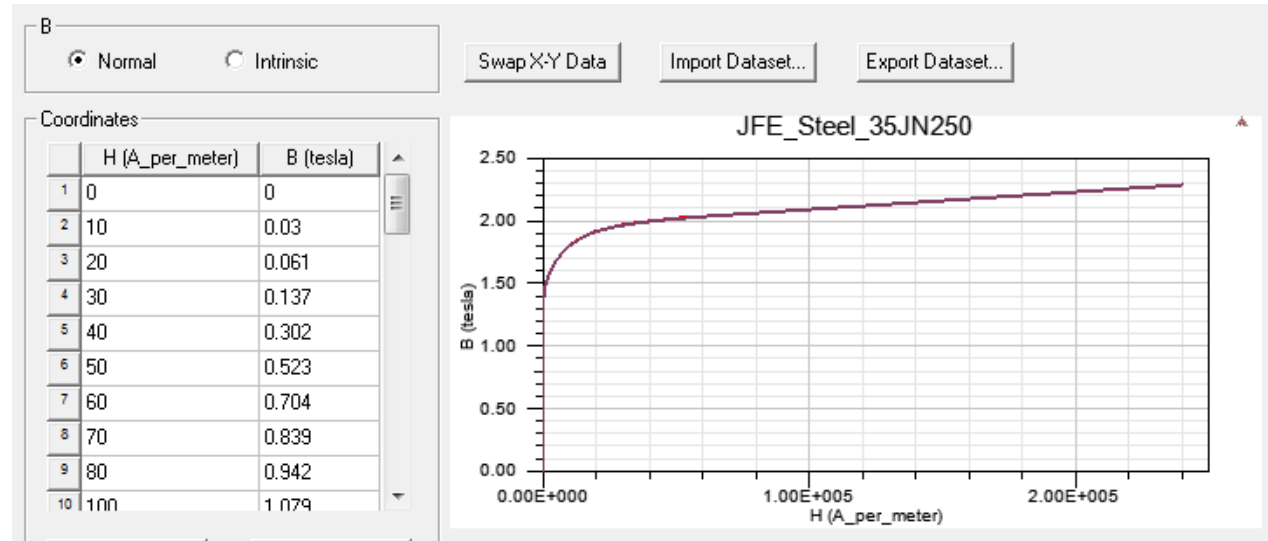 B
Normal Intrinsic
Swap X-Y Data Import Dataset... Export Dataset...
Coordinates
H (A_per_meter) B (tesla)
1 0 0
2 10 0.03
3 20 0.061
4 30 0.137
5 40 0.302
6 50 0.523
7 60 0.704
8 70 0.839
9 80 0.942
10 100 1.079
JFE_Steel_35JN250
2.50
2.00
1.50
1.00
0.50
0.00
B (tesla)
0.00E+000 1.00E+005 2.00E+005
H (A_per_meter)